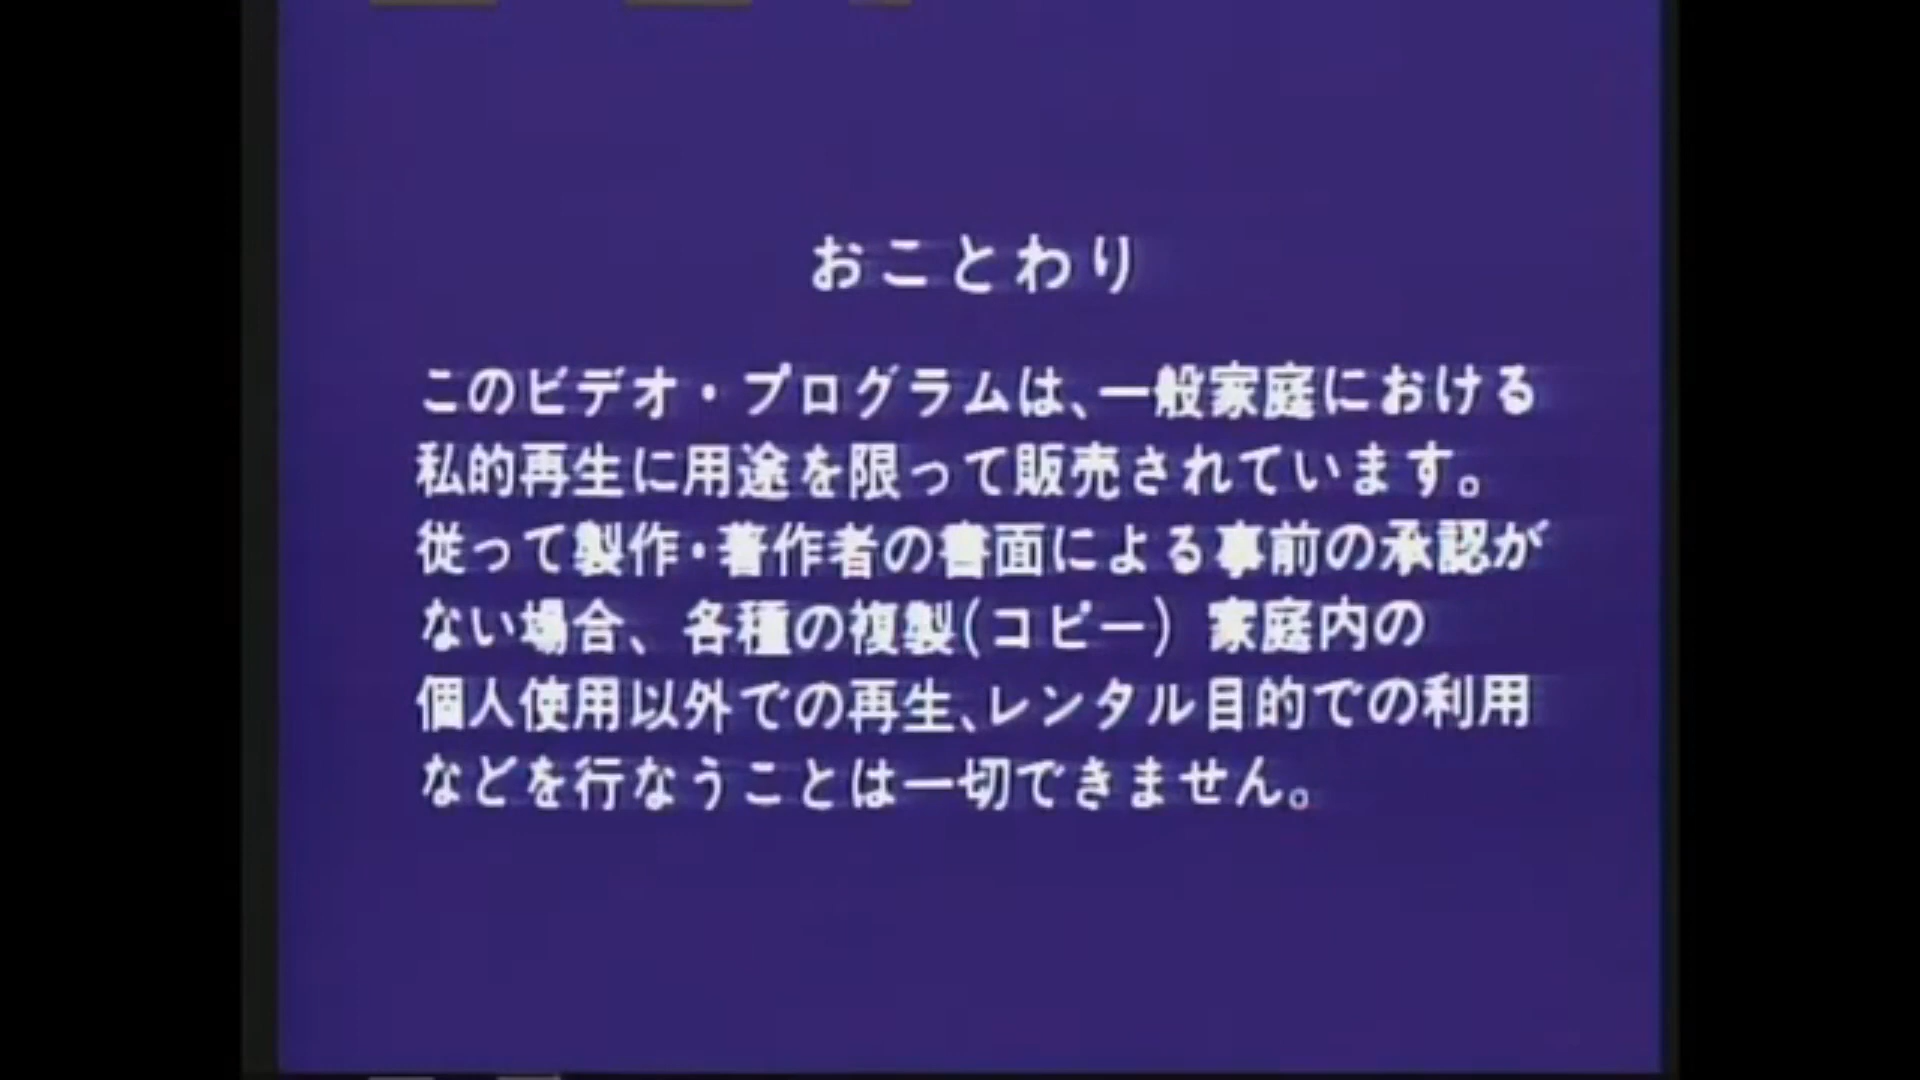 おことわり
このビデオ・プログラムは、一般家庭における
私的再生に用途を限って販売されています。
従って製作・著作者の書面による事前の承認が
ない場合、各種の複製(コピー) 家庭内の
個人使用以外での再生、レンタル目的での利用
などを行なうことは一切できません。